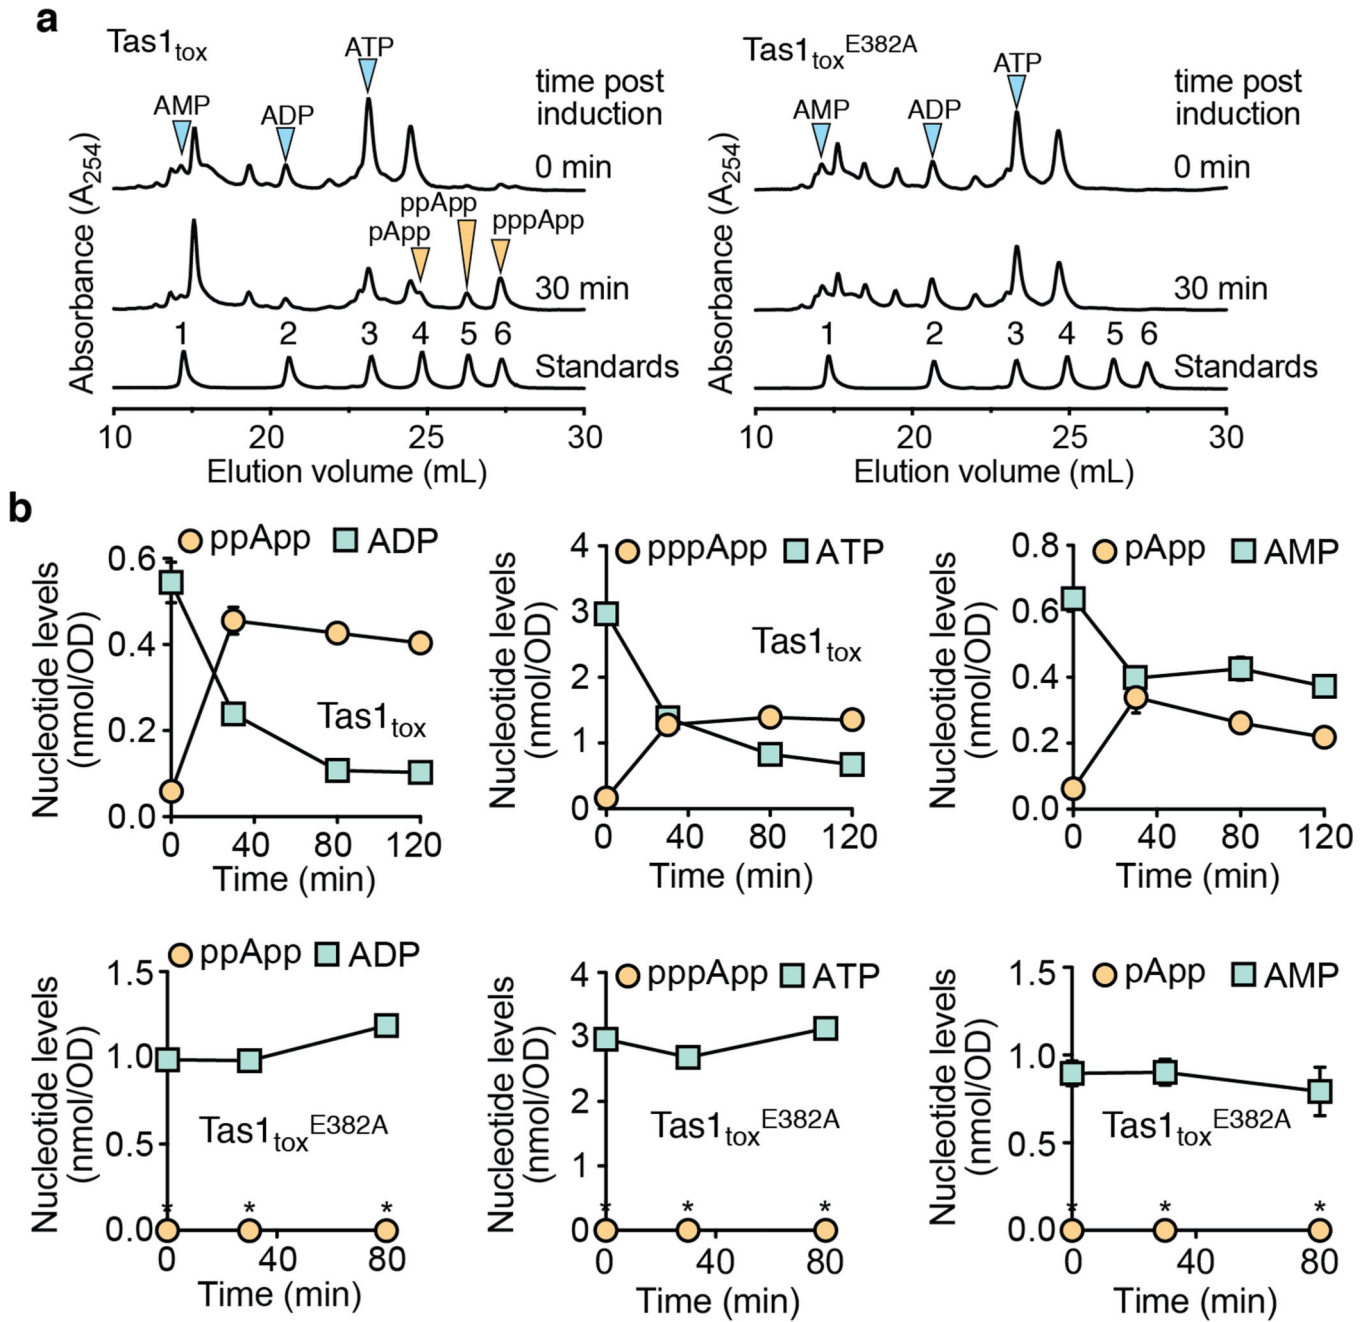 a
Tas1tox
AMP
ADP
ATP
time post
induction
0 min
pApp
ppApp
pppApp
30 min
1 2 3 4 5 6
Standards
Absorbance (A254)
10 20 25 30
Elution volume (mL)
Tas1toxE382A
AMP
ADP
ATP
time post
induction
0 min
30 min
1 2 3 4 5 6
Standards
Absorbance (A254)
10 20 25 30
Elution volume (mL)
b
ppApp ADP
Nucleotide levels
(nmol/OD)
0.6
0.4
0.2
0.0
Tas1tox
0 40 80 120
Time (min)
pppApp ATP
Nucleotide levels
(nmol/OD)
4
3
2
1
0
Tas1tox
0 40 80 120
Time (min)
pApp AMP
Nucleotide levels
(nmol/OD)
0.8
0.6
0.4
0.2
0.0
0 40 80 120
Time (min)
ppApp ADP
Nucleotide levels
(nmol/OD)
1.5
1.0
0.5
0.0
Tas1toxE382A
* * *
0 40 80
Time (min)
pppApp ATP
Nucleotide levels
(nmol/OD)
4
3
2
1
0
Tas1toxE382A
* * *
0 40 80
Time (min)
pApp AMP
Nucleotide levels
(nmol/OD)
1.5
1.0
0.5
0.0
Tas1toxE382A
* * *
0 40 80
Time (min)